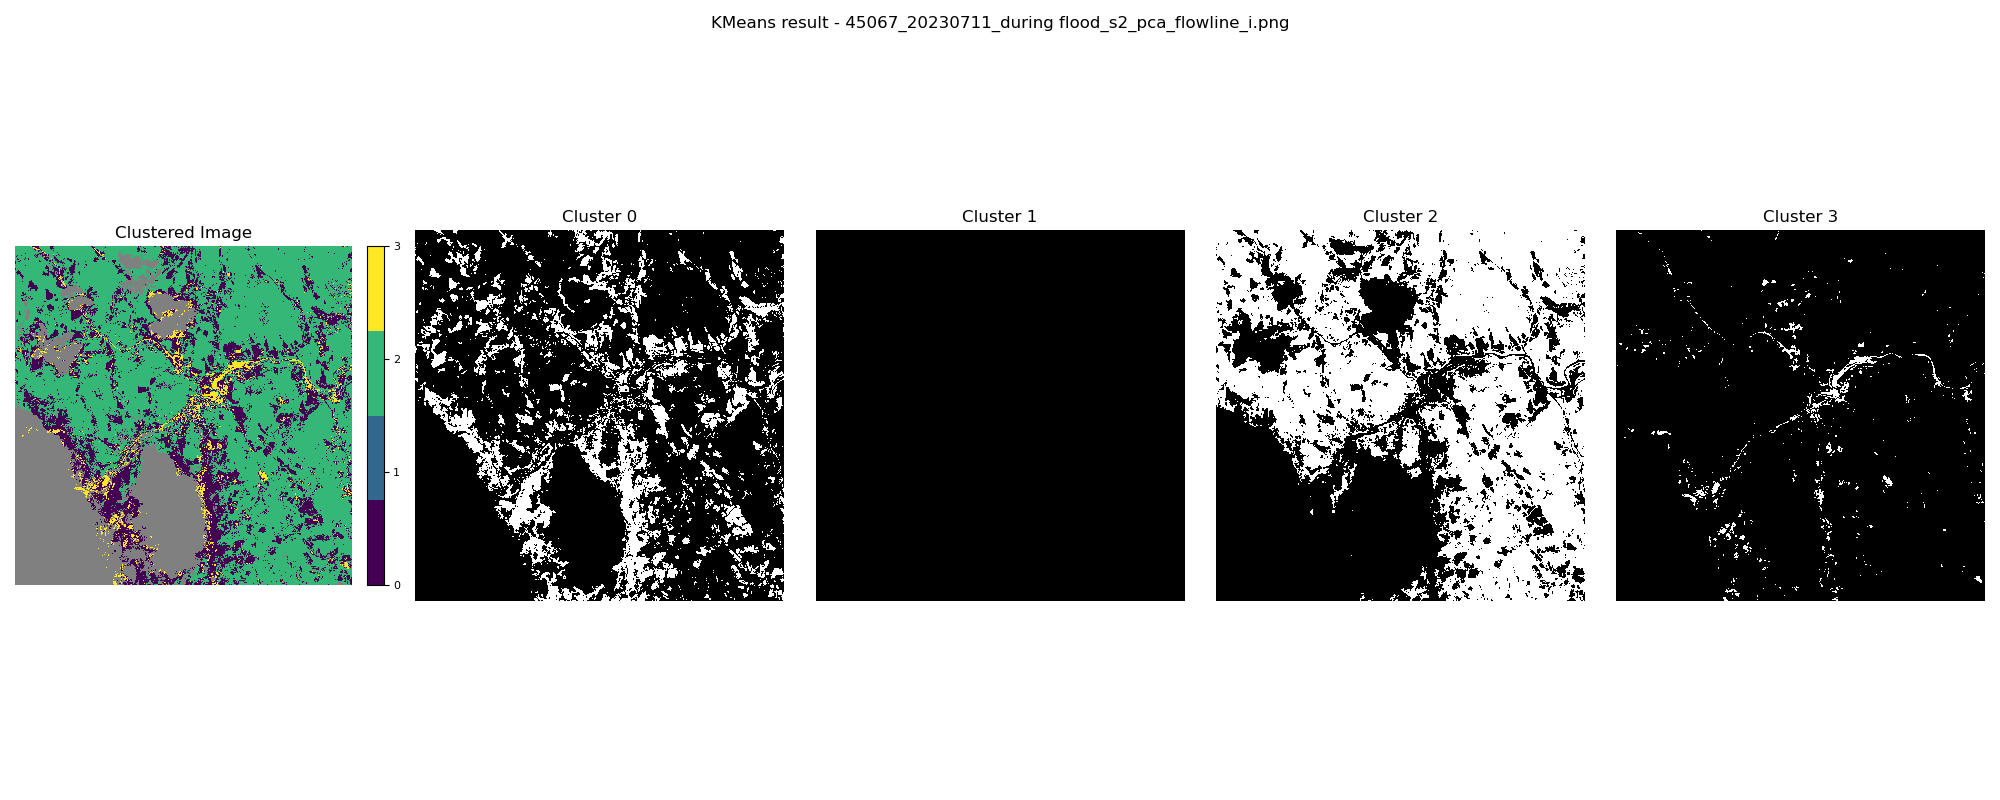 KMeans result - 45067_20230711_during flood_s2_pca_flowline_i.png
Clustered Image
Cluster 0
Cluster 1
Cluster 2
Cluster 3
3
2
1
0